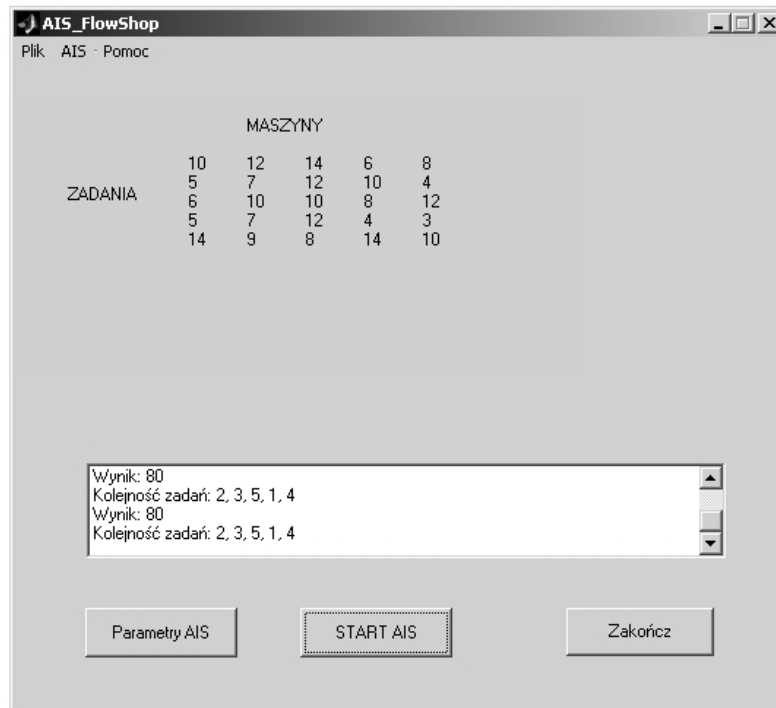 AIS_FlowShop
Plik AIS Pomoc
MASZYNY
ZADANIA
10 12 14 6 8
5 7 12 10 4
6 10 10 8 12
5 7 12 4 3
14 9 8 14 10
Wynik: 80
Kolejność zadań: 2, 3, 5, 1, 4
Wynik: 80
Kolejność zadań: 2, 3, 5, 1, 4
Parametry AIS START AIS Zakończ